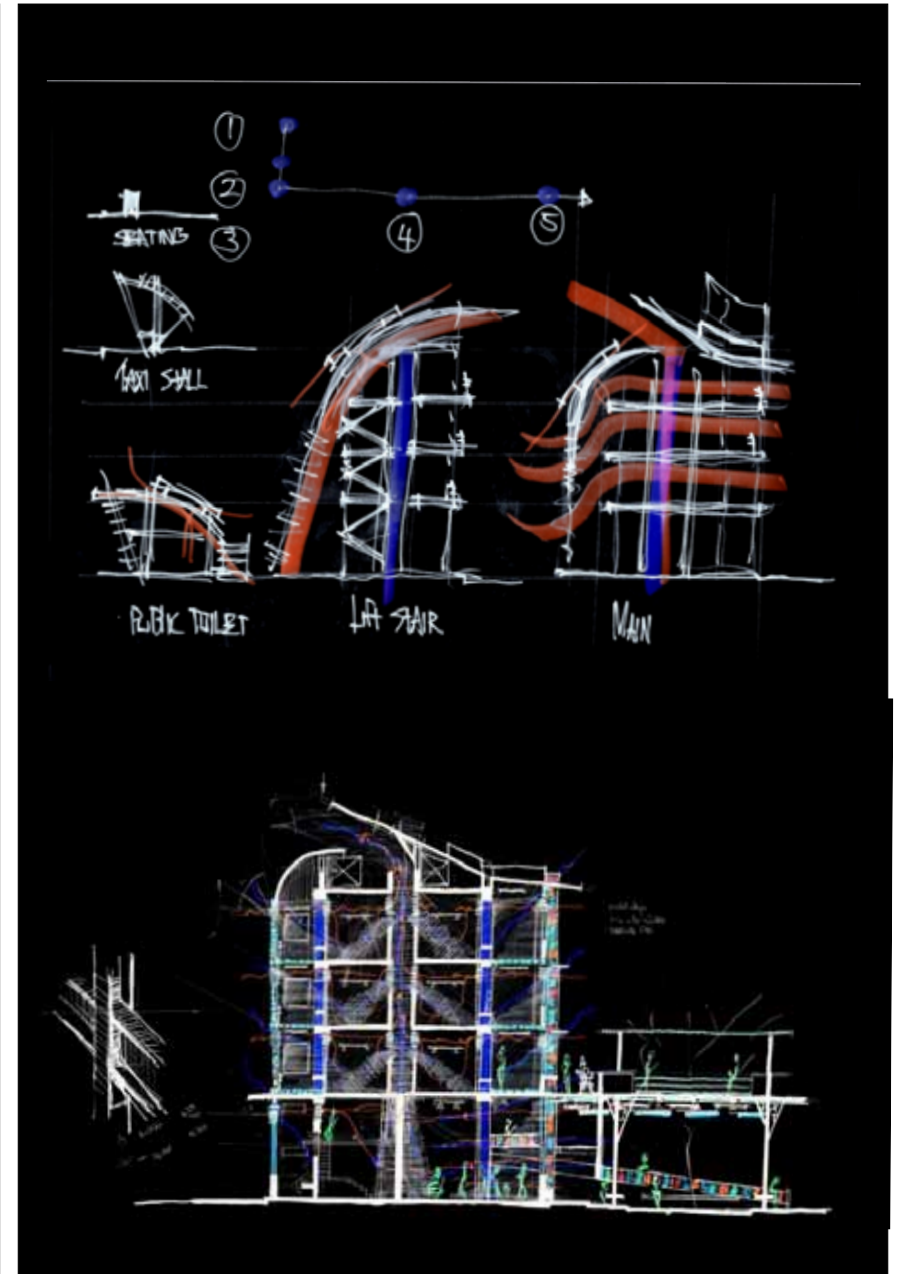 ①
②
SEATING
③
④
⑤
TAXI STALL
PUBLIC TOILET
LIFT STAIR
MAIN